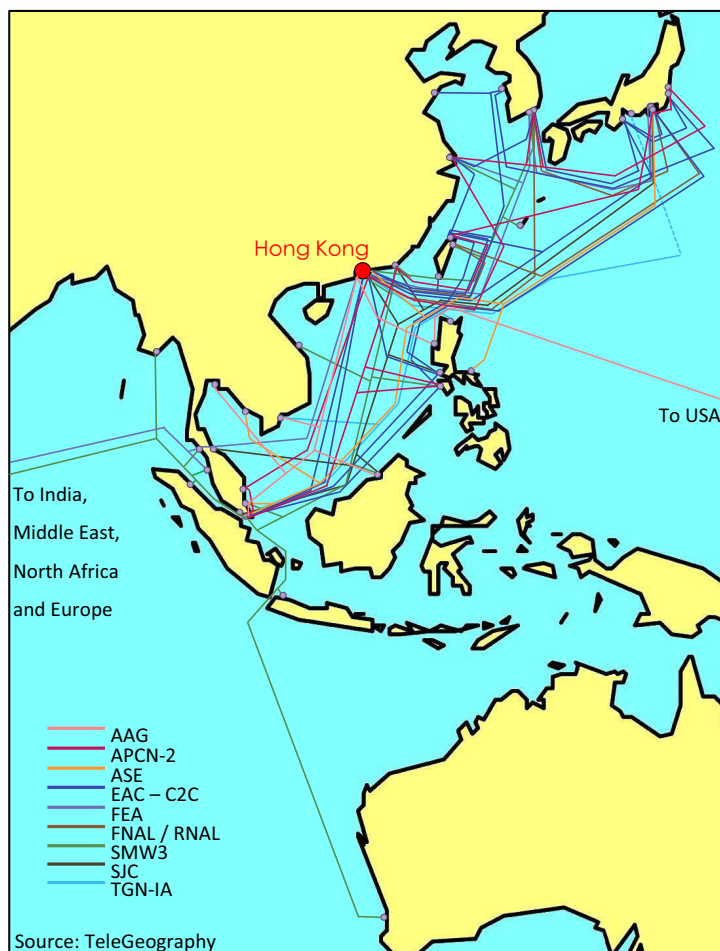 Hong Kong
To USA
To India,
Middle East,
North Africa
and Europe
AAG
APCN-2
ASE
EAC – C2C
FEA
FNAL / RNAL
SMW3
SJC
TGN-IA
Source: TeleGeography